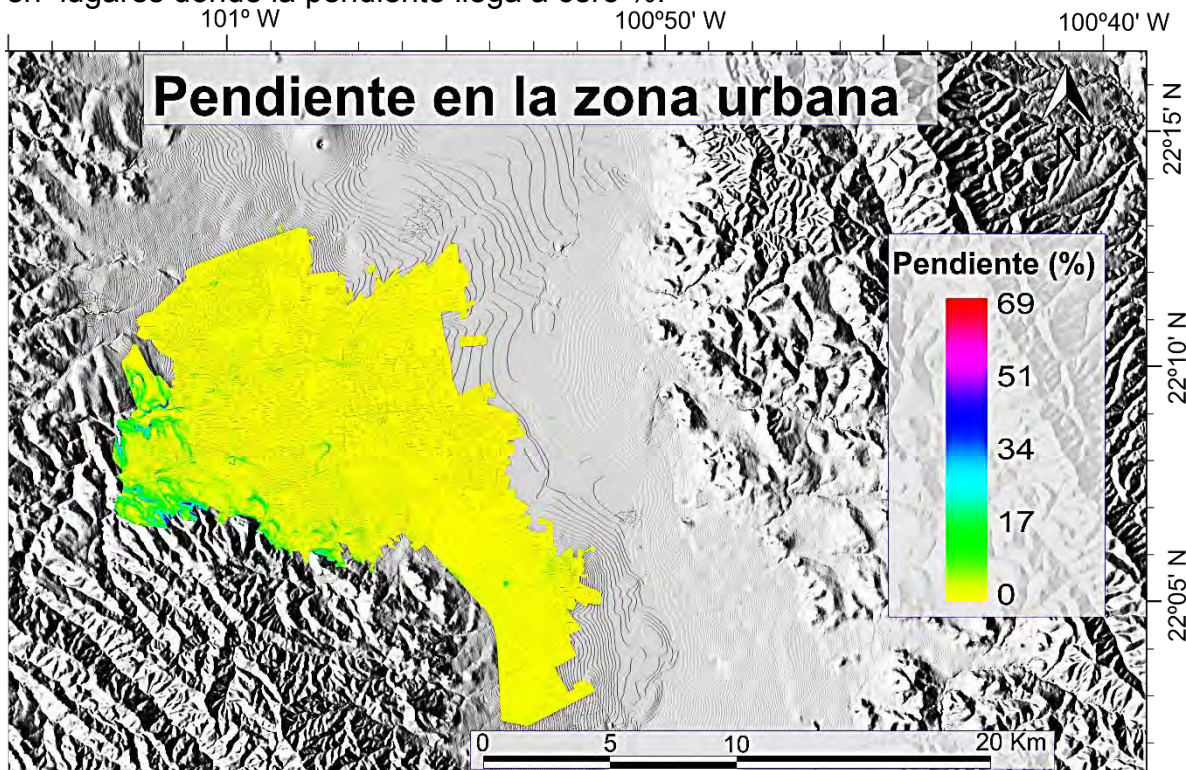 en lugares donde la pendiente llega a cero %.
101º W
100º50' W
100º40' W
Pendiente en la zona urbana
N
22º15' N
Pendiente (%)
69
51
34
17
0
22º10' N
22º05' N
0 5 10 20 Km